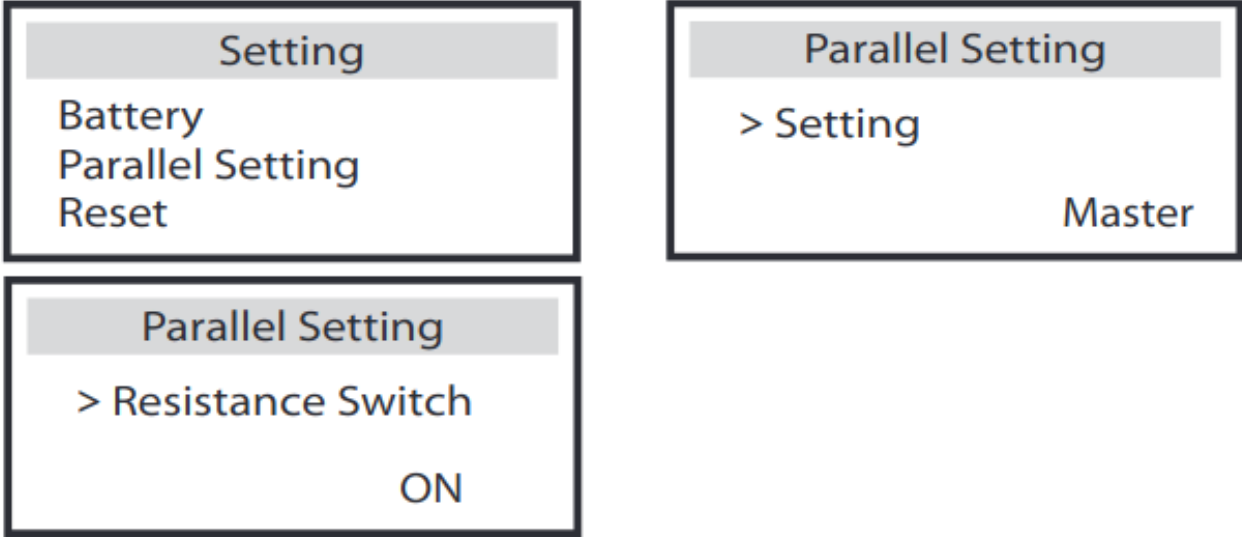 Setting
Battery
Parallel Setting
Reset
Parallel Setting
> Setting
Master
Parallel Setting
> Resistance Switch
ON